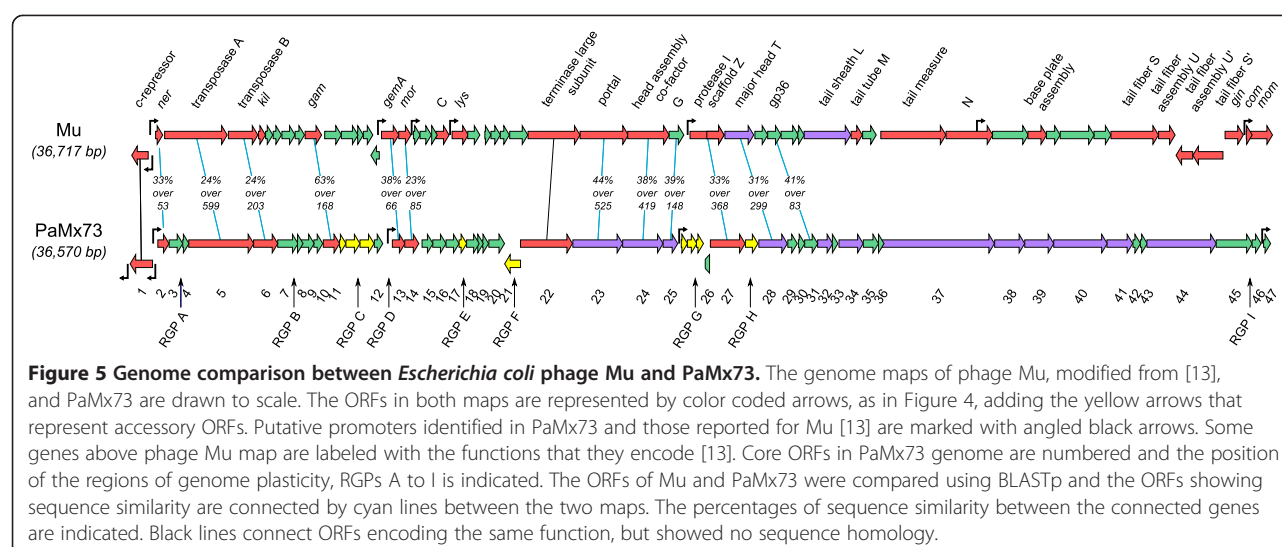 c-repressor
ner
transposase A
transposase B
kil
gam
gemA
mor
C
lys
terminase large
subunit
portal
head assembly
co-factor
G
protease I
scaffold Z
major head T
gp36
tail sheath L
tail tube M
tail measure
N
base plate
assembly
tail fiber S
tail fiber
assembly U
tail fiber
assembly U'
tail fiber S'
gin
com
mom
Mu
(36,717 bp)
33% over 53
24% over 599
24% over 203
63% over 168
38% over 66
23% over 85
44% over 525
38% over 419
39% over 148
33% over 368
31% over 299
41% over 83
PaMx73
(36,570 bp)
1 2 3 4 5 6 7 8 9 10 11 12 13 14 15 16 17 18 19 20 21 22 23 24 25 26 27 28 29 30 31 32 33 34 35 36 37 38 39 40 41 42 43 44 45 46 47
RGP A RGP B RGP C RGP D RGP E RGP F RGP G RGP H RGP I
Figure 5 Genome comparison between Escherichia coli phage Mu and PaMx73. The genome maps of phage Mu, modified from [13],
and PaMx73 are drawn to scale. The ORFs in both maps are represented by color coded arrows, as in Figure 4, adding the yellow arrows that
represent accessory ORFs. Putative promoters identified in PaMx73 and those reported for Mu [13] are marked with angled black arrows. Some
genes above phage Mu map are labeled with the functions that they encode [13]. Core ORFs in PaMx73 genome are numbered and the position
of the regions of genome plasticity, RGPs A to I is indicated. The ORFs of Mu and PaMx73 were compared using BLASTp and the ORFs showing
sequence similarity are connected by cyan lines between the two maps. The percentages of sequence similarity between the connected genes
are indicated. Black lines connect ORFs encoding the same function, but showed no sequence homology.